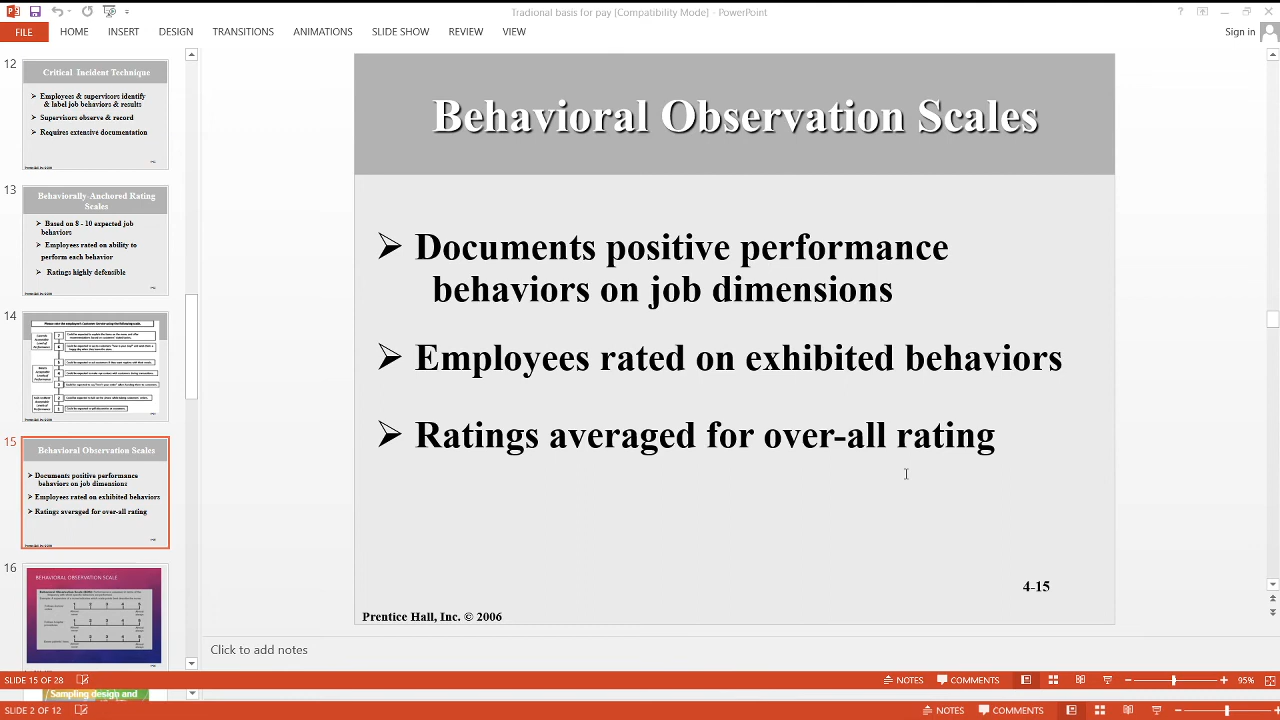 Tradional basis for pay [Compatibility Mode] - PowerPoint
FILE HOME INSERT DESIGN TRANSITIONS ANIMATIONS SLIDE SHOW REVIEW VIEW
Sign in
12
Critical Incident Technique
Employees & supervisors identify
& label job behaviors & results
Supervisors observe & record
Requires extensive documentation
13
Behaviorally Anchored Rating
Scales
Based on 8 - 10 expected job
behaviors
Employees rated on ability to
perform each behavior
Ratings highly defensible
14
15
Behavioral Observation Scales
Documents positive performance
behaviors on job dimensions
Employees rated on exhibited behaviors
Ratings averaged for over-all rating
16
BEHAVIORAL OBSERVATION SCALE
Sampling design and
Behavioral Observation Scales
➢ Documents positive performance
behaviors on job dimensions
➢ Employees rated on exhibited behaviors
➢ Ratings averaged for over-all rating
4-15
Prentice Hall, Inc. © 2006
Click to add notes
SLIDE 15 OF 28 NOTES COMMENTS 95%
SLIDE 2 OF 12 NOTES COMMENTS